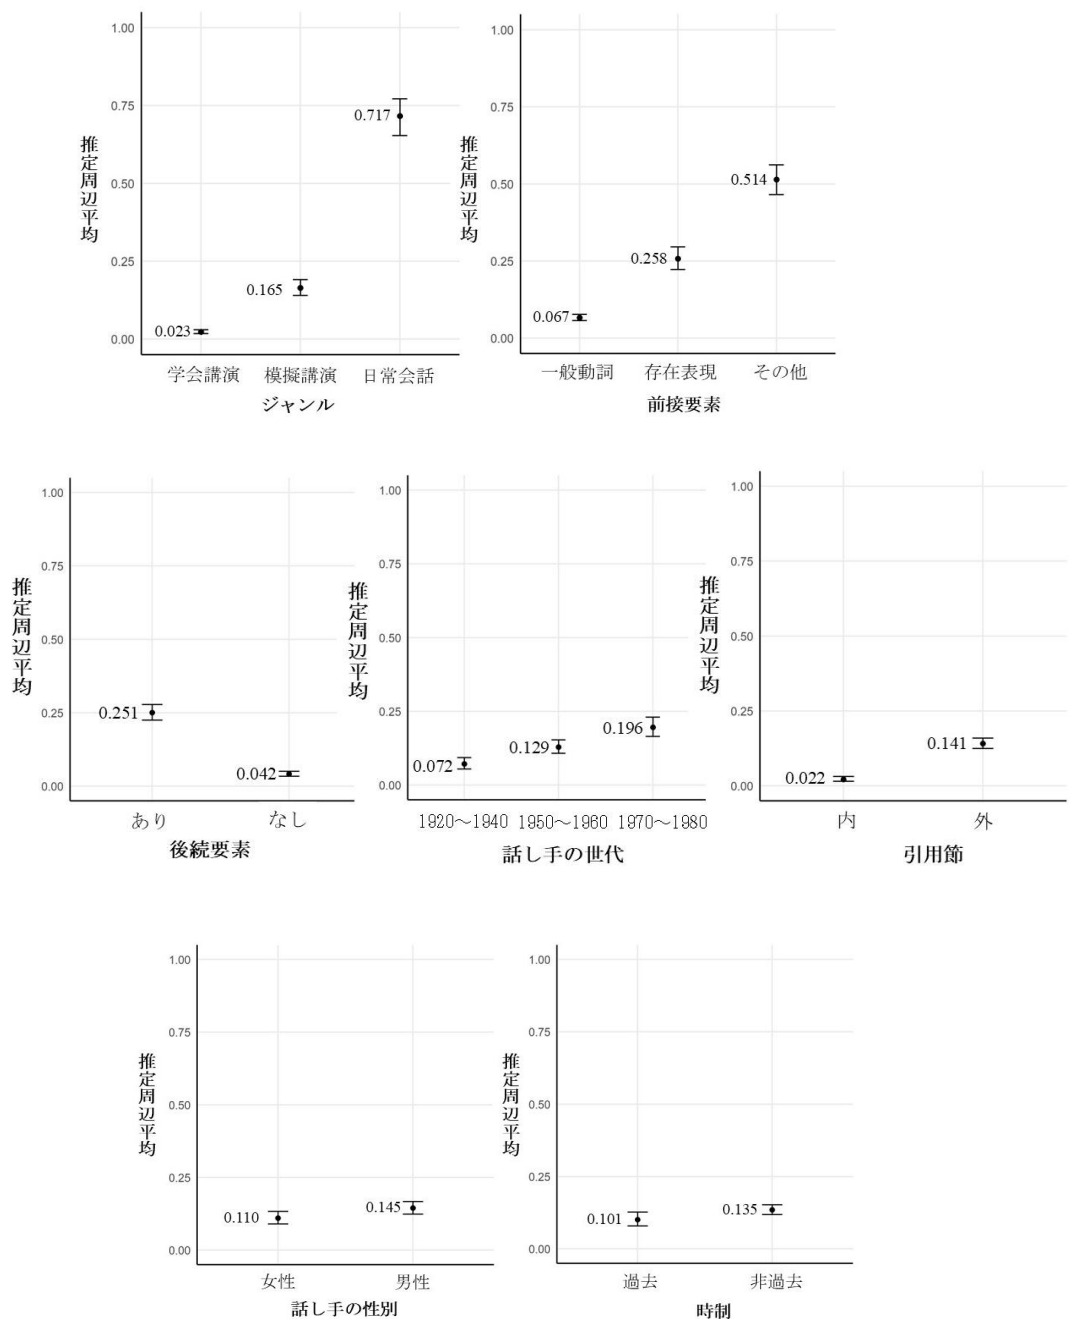 推定周辺平均
1.00
0.75
0.50
0.25
0.00
0.023
0.165
0.717
学会講演 模擬講演 日常会話
ジャンル
推定周辺平均
1.00
0.75
0.50
0.25
0.00
0.067
0.258
0.514
一般動詞 存在表現 その他
前接要素
推定周辺平均
1.00
0.75
0.50
0.25
0.00
0.251
0.042
あり なし
後続要素
推定周辺平均
1.00
0.75
0.50
0.25
0.00
0.072
0.129
0.196
1920～1940 1950～1960 1970～1980
話し手の世代
推定周辺平均
1.00
0.75
0.50
0.25
0.00
0.022
0.141
内 外
引用節
推定周辺平均
1.00
0.75
0.50
0.25
0.00
0.110
0.145
女性 男性
話し手の性別
推定周辺平均
1.00
0.75
0.50
0.25
0.00
0.101
0.135
過去 非過去
時制